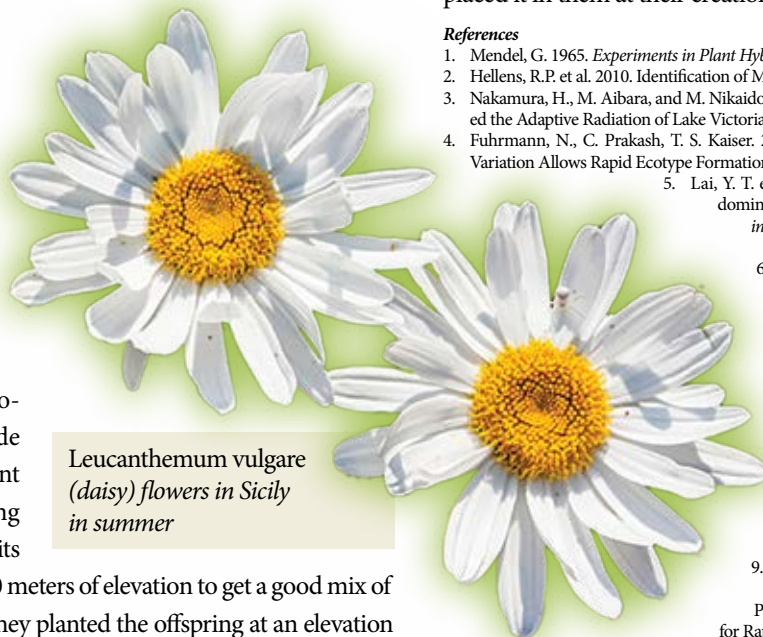 placed it in them at their creation
References
1. Mendel, G. 1965. Experiments in Plant Hyb
2. Hellens, R.P. et al. 2010. Identification of M
3. Nakamura, H., M. Aibara, and M. Nikaido
ed the Adaptive Radiation of Lake Victoria
4. Fuhrmann, N., C. Prakash, T. S. Kaiser. 2
Variation Allows Rapid Ecotype Formation
5. Lai, Y. T. e
domin
in
6
9.
P
for Ra
o-
de
nt
ng
its
Leucanthemum vulgare
(daisy) flowers in Sicily
in summer
0 meters of elevation to get a good mix of
hey planted the offspring at an elevation